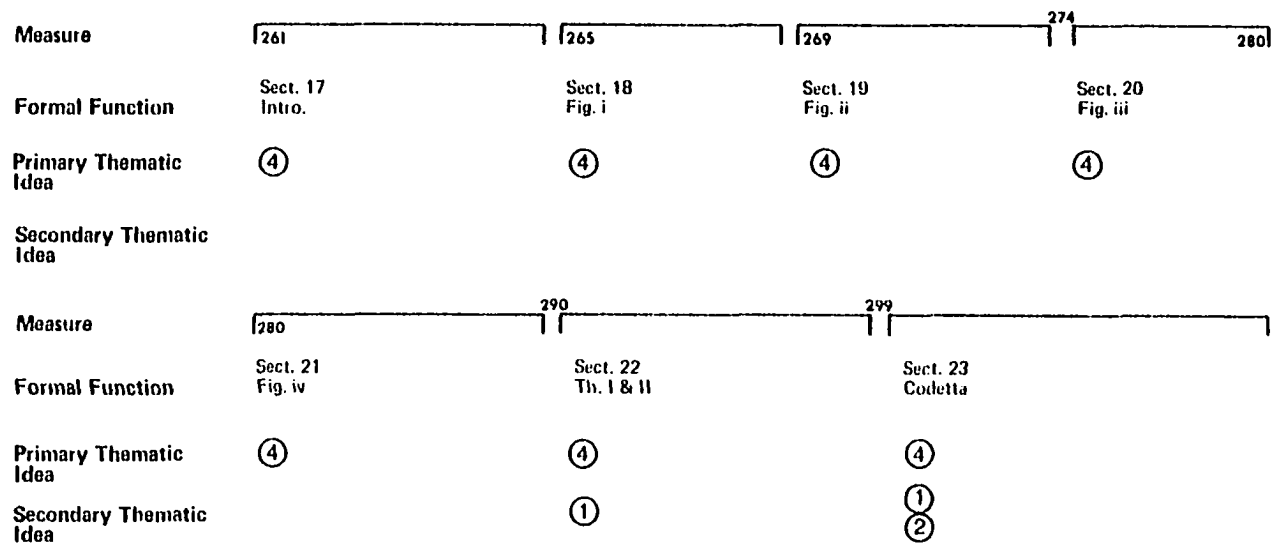 274
Measure 261 265 269 280
Sect. 17 Sect. 18 Sect. 19 Sect. 20
Formal Function Intro. Fig. i Fig. ii Fig. iii
Primary Thematic 4 4 4 4
Idea
Secondary Thematic
Idea
290 299
Measure 280
Sect. 21 Sect. 22 Sect. 23
Formal Function Fig. iv Th. I & II Codetta
Primary Thematic 4 4 4
Idea
1
Secondary Thematic 1
Idea 2